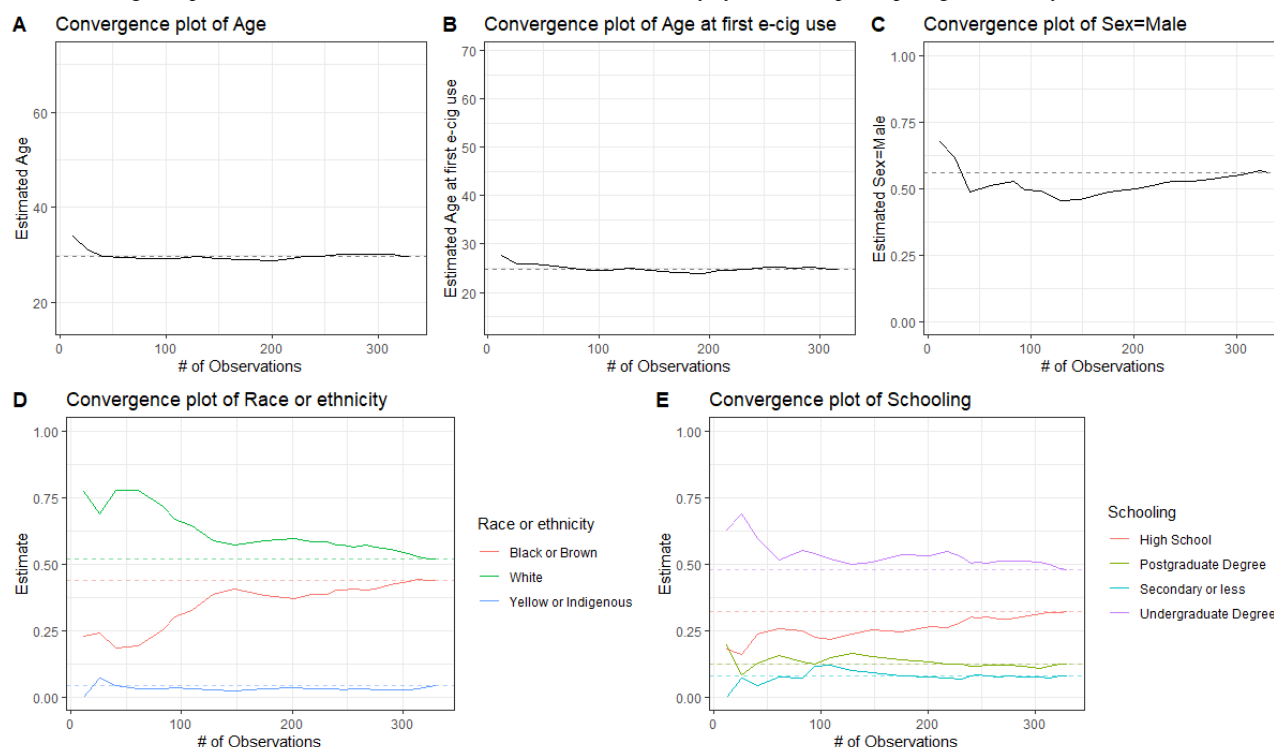 A Convergence plot of Age
60
40
20
Estimated Age
0 100 200 300
# of Observations
B Convergence plot of Age at first e-cig use
70
60
50
40
30
20
Estimated Age at first e-cig use
0 100 200 300
# of Observations
C Convergence plot of Sex=Male
1.00
0.75
0.50
0.25
0.00
Estimated Sex=Male
0 100 200 300
# of Observations
D Convergence plot of Race or ethnicity
1.00
0.75
0.50
0.25
0.00
Estimate
0 100 200 300
# of Observations
Race or ethnicity
Black or Brown
White
Yellow or Indigenous
E Convergence plot of Schooling
1.00
0.75
0.50
0.25
0.00
Estimate
0 100 200 300
# of Observations
Schooling
High School
Postgraduate Degree
Secondary or less
Undergraduate Degree